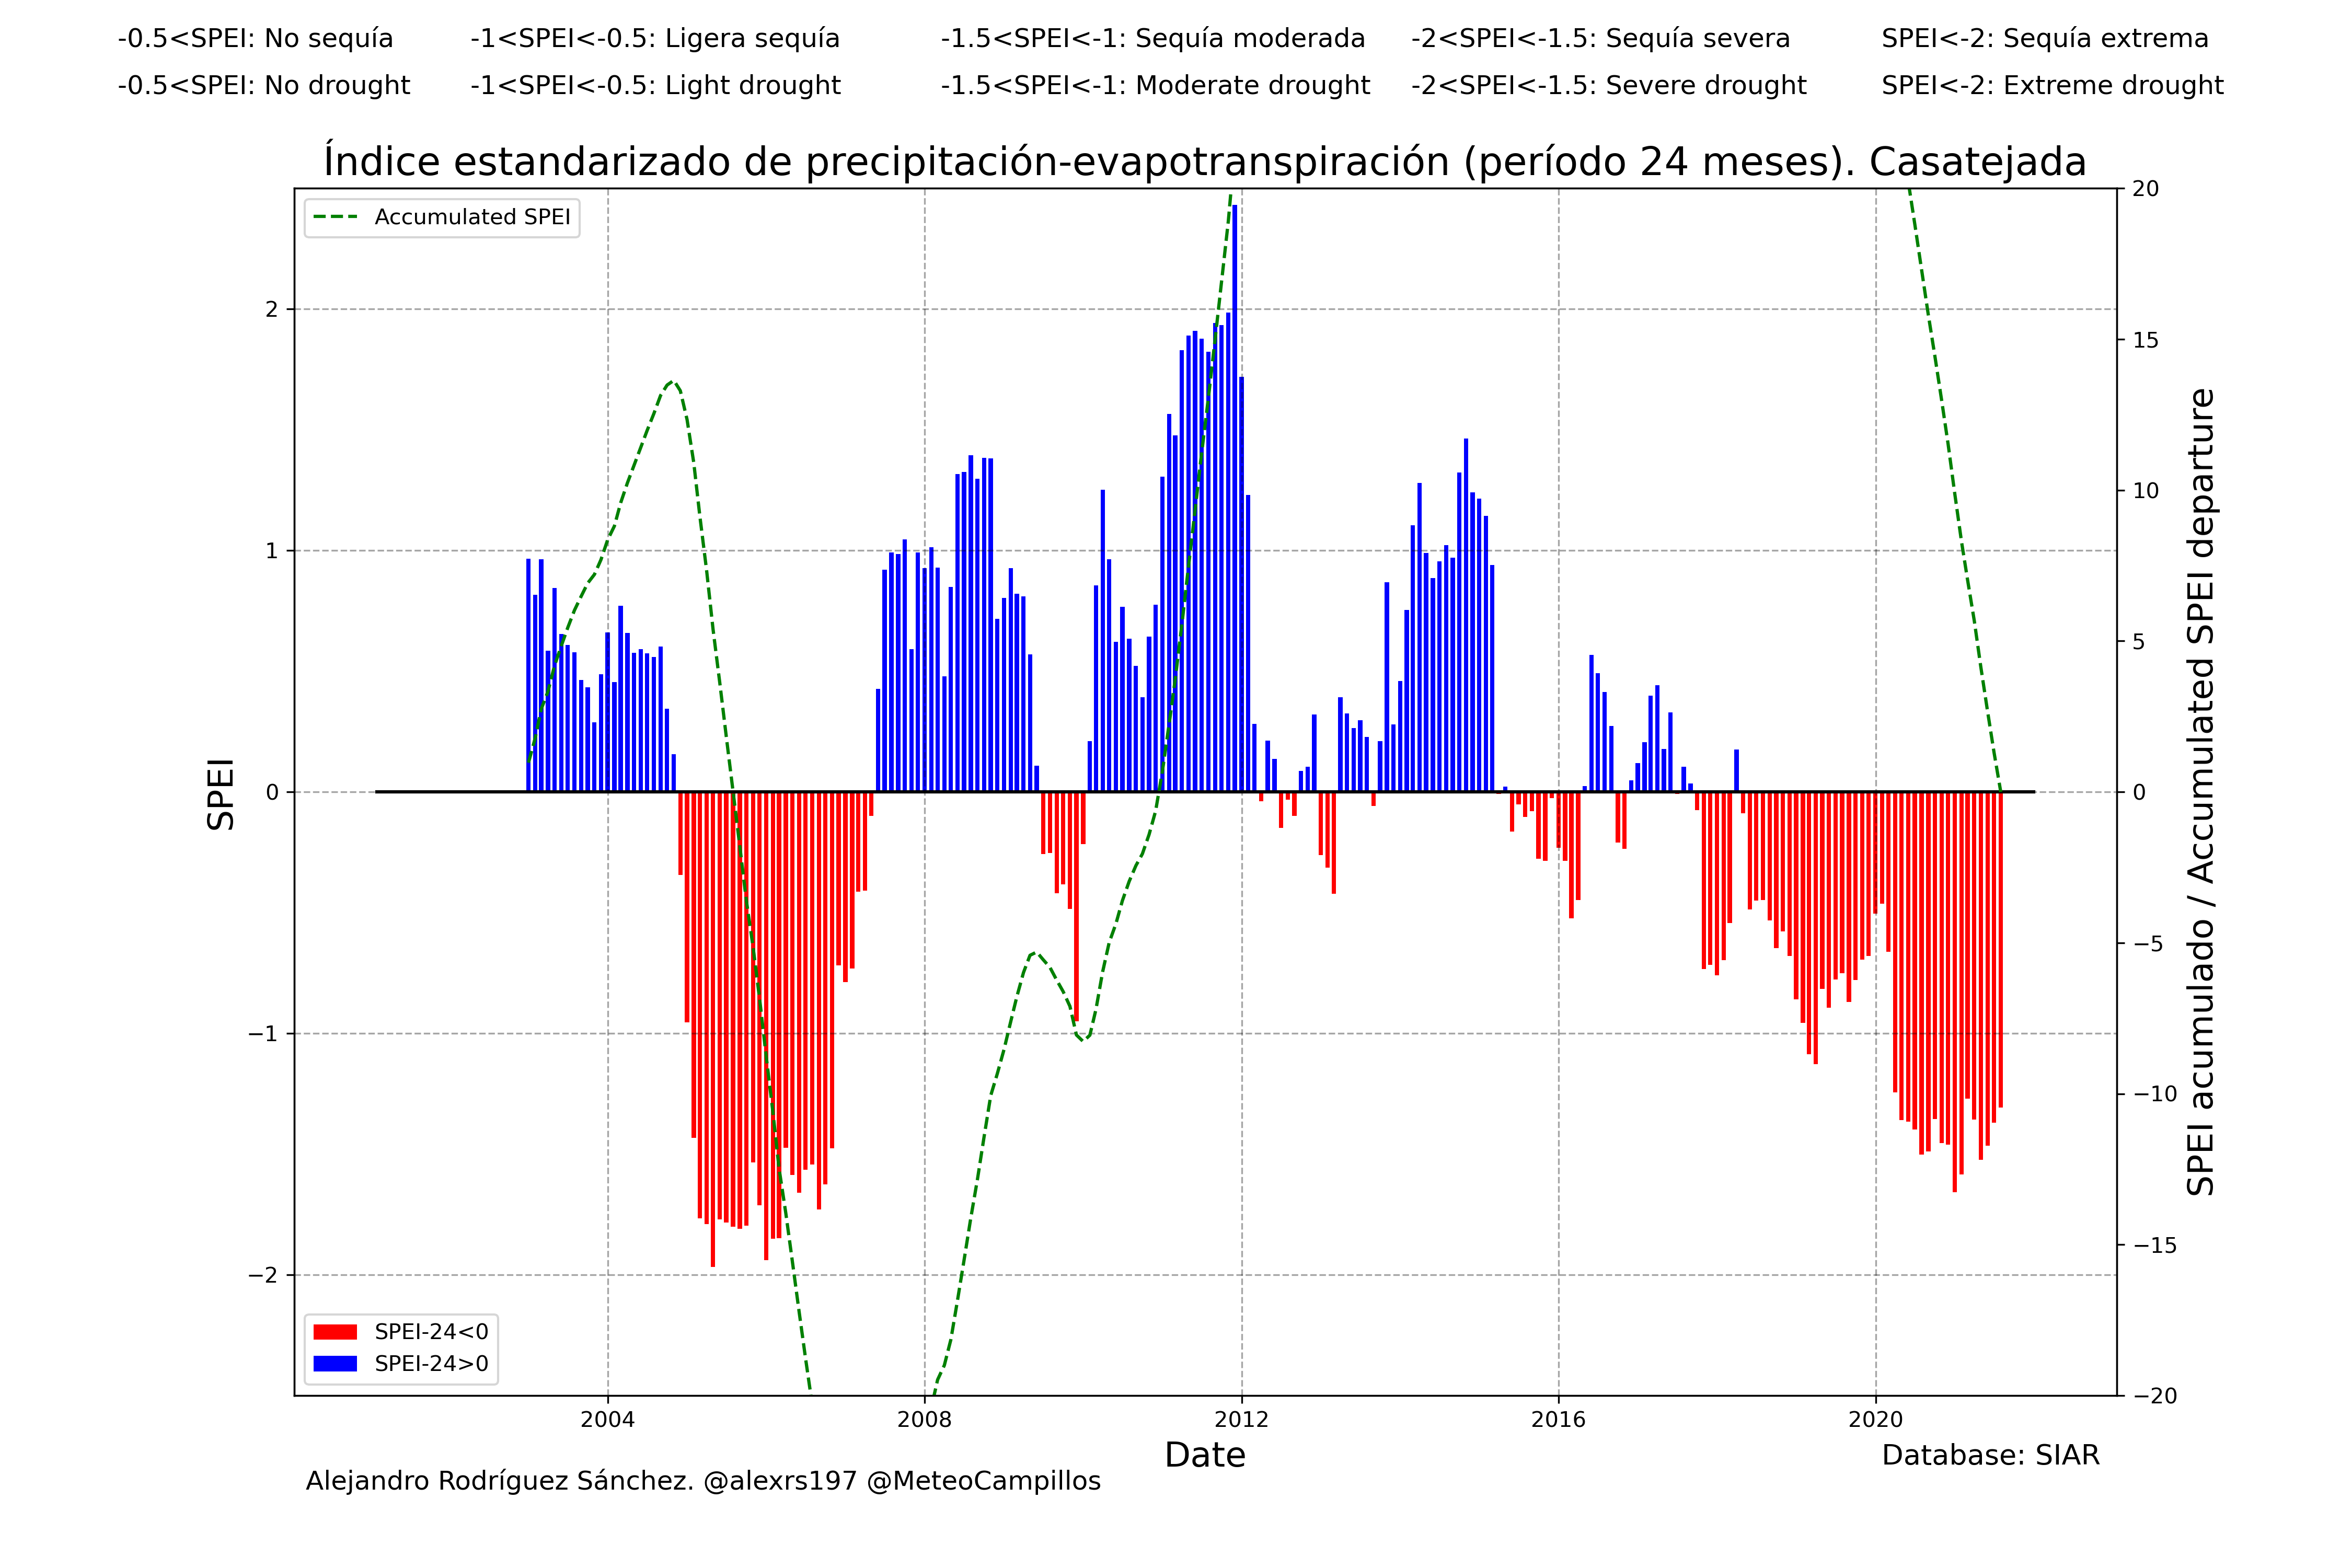 -0.5<SPEI: No sequía -1<SPEI<-0.5: Ligera sequía -1.5<SPEI<-1: Sequía moderada -2<SPEI<-1.5: Sequía severa SPEI<-2: Sequía extrema
-0.5<SPEI: No drought -1<SPEI<-0.5: Light drought -1.5<SPEI<-1: Moderate drought -2<SPEI<-1.5: Severe drought SPEI<-2: Extreme drought
Índice estandarizado de precipitación-evapotranspiración (período 24 meses). Casatejada
Accumulated SPEI
SPEI
2
1
0
−1
−2
20
15
10
5
0
−5
−10
−15
−20
SPEI acumulado / Accumulated SPEI departure
SPEI-24<0
SPEI-24>0
2004 2008 2012 2016 2020
Date
Database: SIAR
Alejandro Rodríguez Sánchez. @alexrs197 @MeteoCampillos